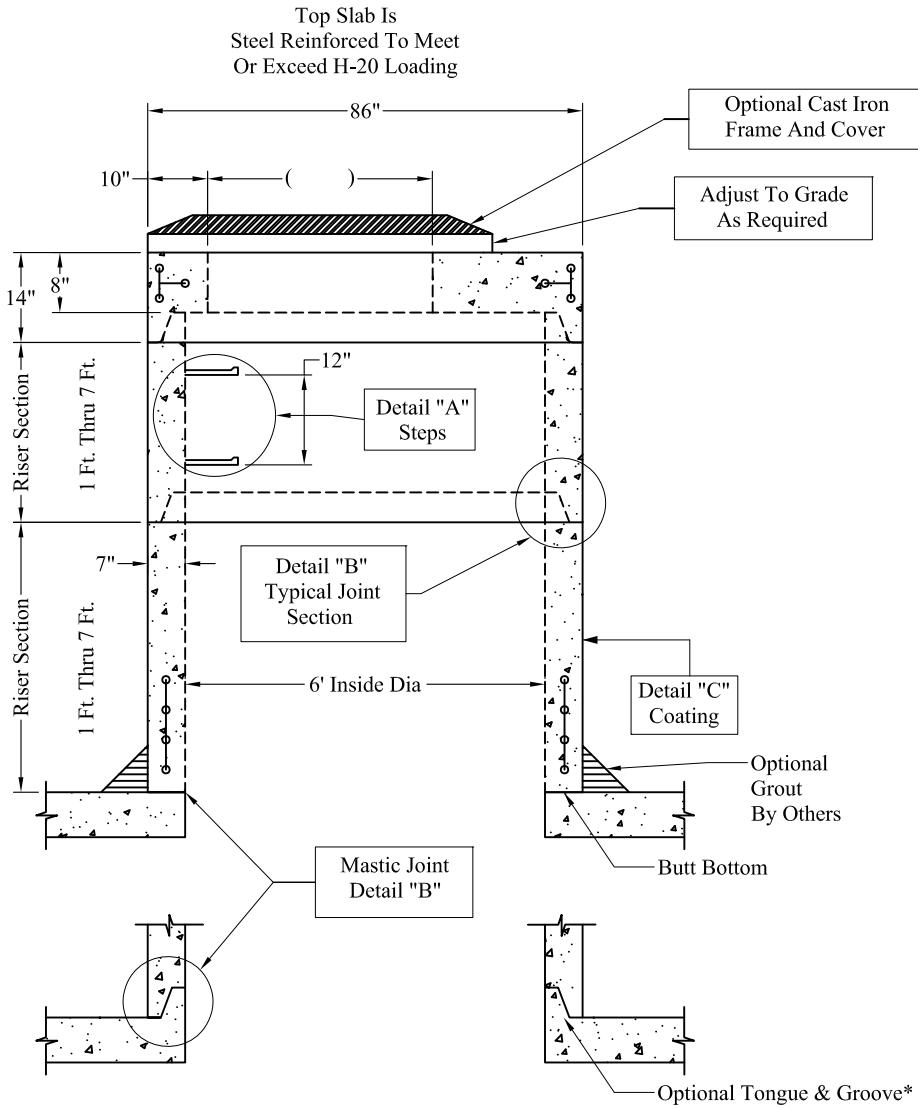 Top Slab Is
Steel Reinforced To Meet
Or Exceed H-20 Loading
86"
Optional Cast Iron
Frame And Cover
10"
( )
Adjust To Grade
As Required
14"
8"
Riser Section
1 Ft. Thru 7 Ft.
12"
Detail "A"
Steps
7"
Detail "B"
Typical Joint
Section
Riser Section
1 Ft. Thru 7 Ft.
6' Inside Dia
Detail "C"
Coating
Optional
Grout
By Others
Mastic Joint
Detail "B"
Butt Bottom
Optional Tongue & Groove*